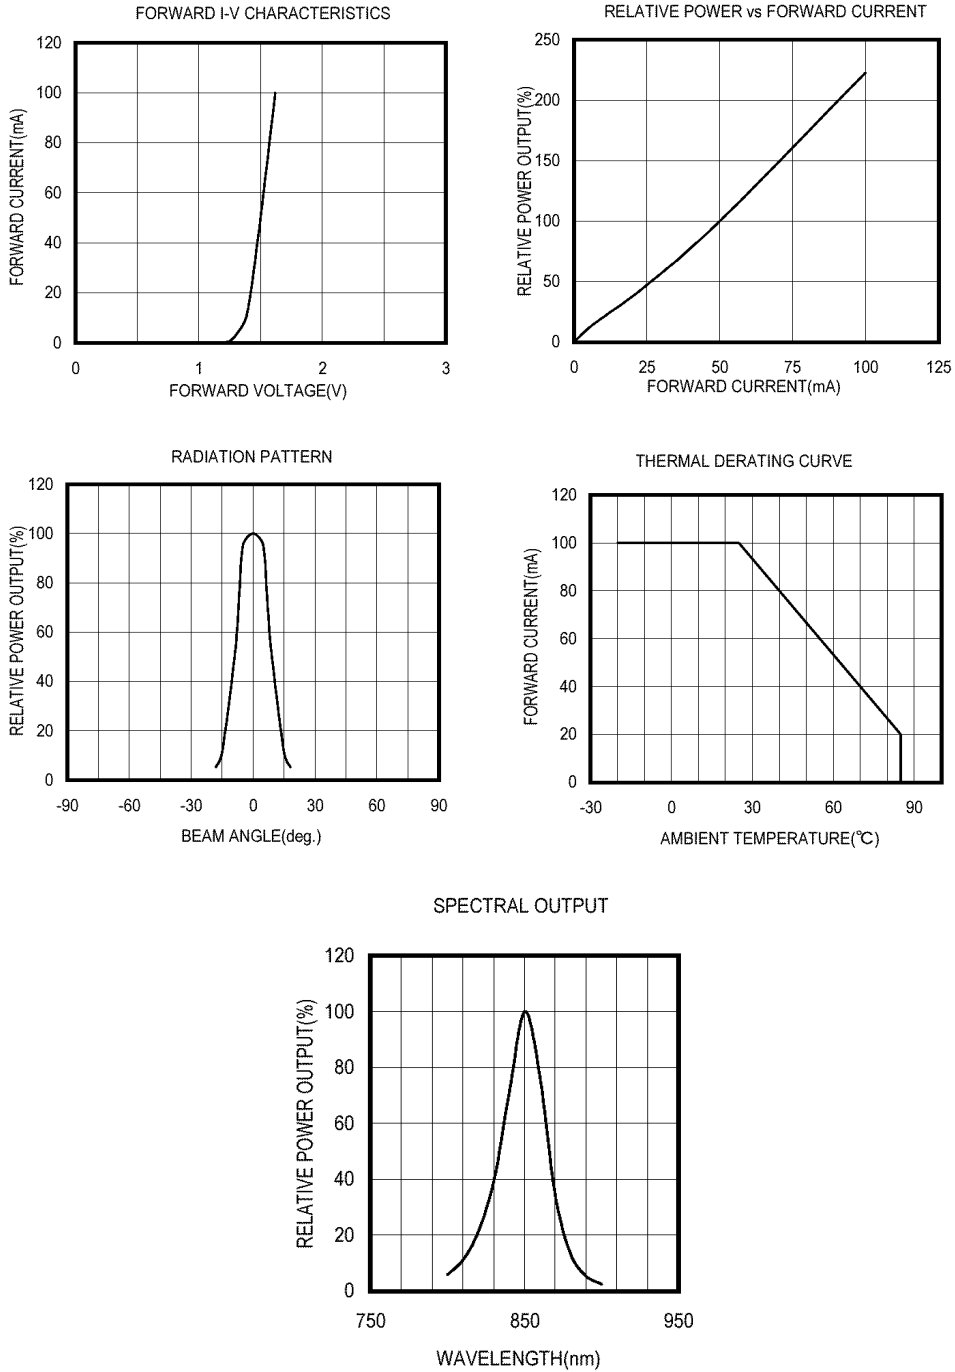 FORWARD I-V CHARACTERISTICS
FORWARD CURRENT(mA)
120
100
80
60
40
20
0
0 1 2 3
FORWARD VOLTAGE(V)
RELATIVE POWER vs FORWARD CURRENT
RELATIVE POWER OUTPUT(%)
250
200
150
100
50
0
0 25 50 75 100 125
FORWARD CURRENT(mA)
RADIATION PATTERN
RELATIVE POWER OUTPUT(%)
120
100
80
60
40
20
0
-90 -60 -30 0 30 60 90
BEAM ANGLE(deg.)
THERMAL DERATING CURVE
FORWARD CURRENT(mA)
120
100
80
60
40
20
0
-30 0 30 60 90
AMBIENT TEMPERATURE(℃)
SPECTRAL OUTPUT
RELATIVE POWER OUTPUT(%)
120
100
80
60
40
20
0
750 850 950
WAVELENGTH(nm)